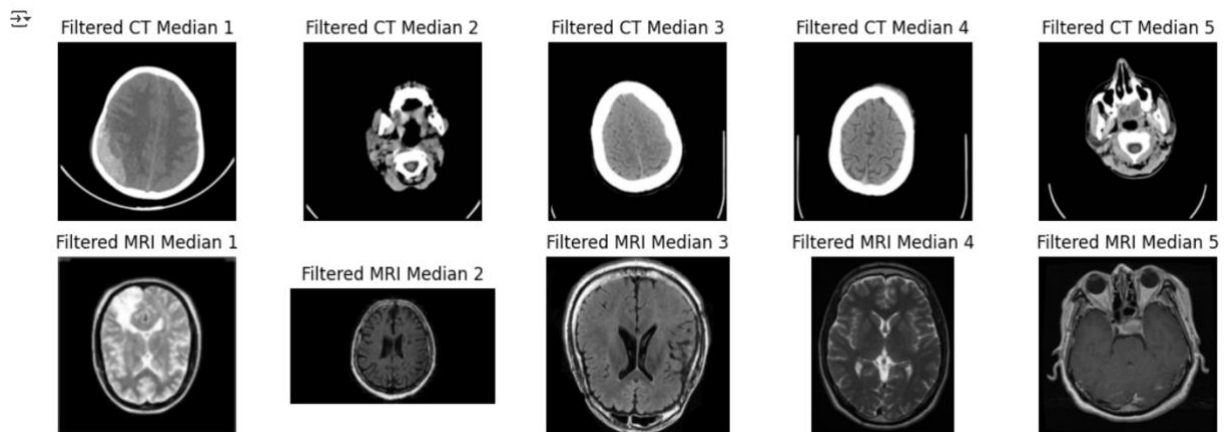 Filtered CT Median 1
Filtered CT Median 2
Filtered CT Median 3
Filtered CT Median 4
Filtered CT Median 5
Filtered MRI Median 1
Filtered MRI Median 2
Filtered MRI Median 3
Filtered MRI Median 4
Filtered MRI Median 5